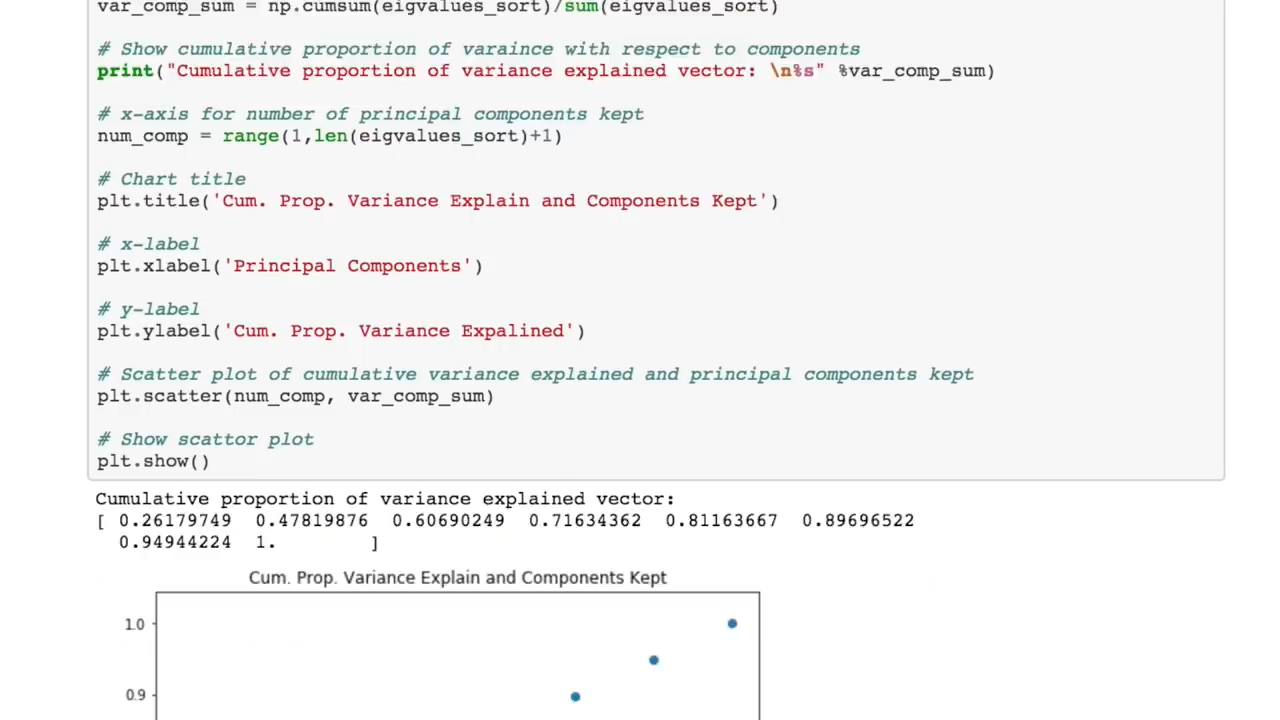 var_comp_sum = np.cumsum(eigvalues_sort)/sum(eigvalues_sort)
# Show cumulative proportion of varaince with respect to components
print("Cumulative proportion of variance explained vector: \n%s" %var_comp_sum)
# x-axis for number of principal components kept
num_comp = range(1,len(eigvalues_sort)+1)
# Chart title
plt.title('Cum. Prop. Variance Explain and Components Kept')
# x-label
plt.xlabel('Principal Components')
# y-label
plt.ylabel('Cum. Prop. Variance Expalined')
# Scatter plot of cumulative variance explained and principal components kept
plt.scatter(num_comp, var_comp_sum)
# Show scattor plot
plt.show()
Cumulative proportion of variance explained vector:
[ 0.26179749 0.47819876 0.60690249 0.71634362 0.81163667 0.89696522
0.94944224 1. ]
Cum. Prop. Variance Explain and Components Kept
1.0
0.9